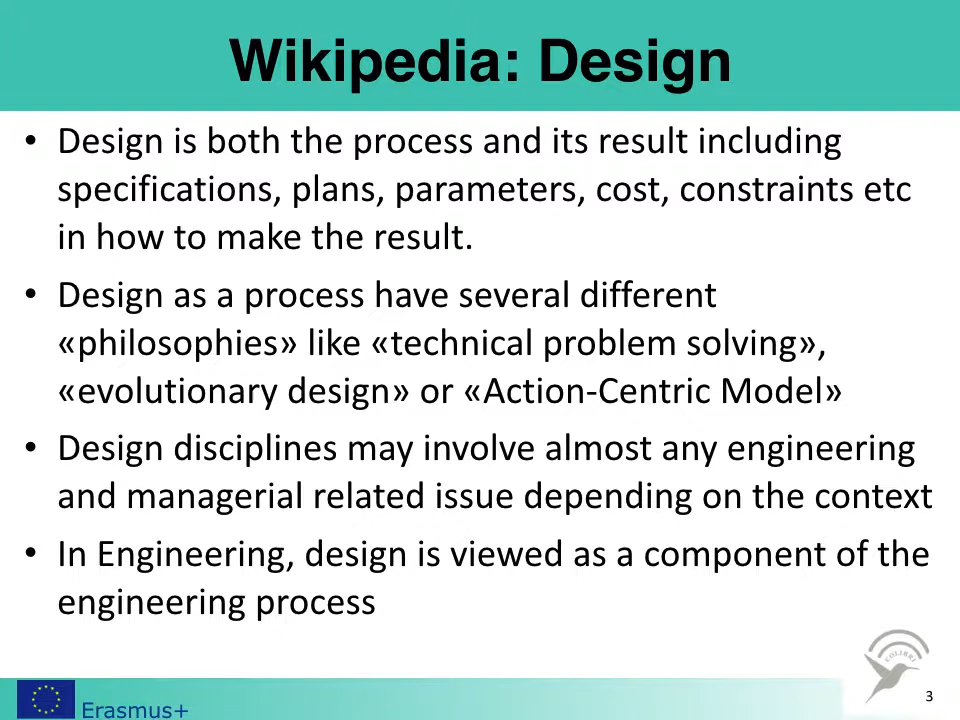 Wikipedia: Design
• Design is both the process and its result including
specifications, plans, parameters, cost, constraints etc
in how to make the result.
• Design as a process have several different
«philosophies» like «technical problem solving»,
«evolutionary design» or «Action-Centric Model»
• Design disciplines may involve almost any engineering
and managerial related issue depending on the context
• In Engineering, design is viewed as a component of the
engineering process
COLIBRI
Erasmus+
3